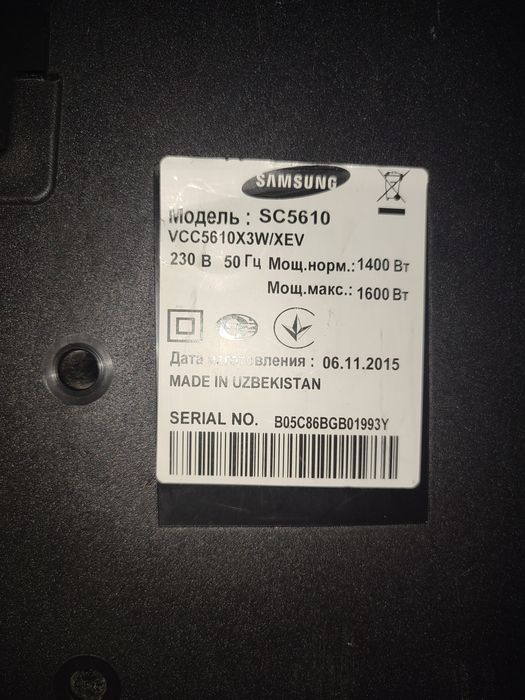 SAMSUNG
Модель : SC5610
VCC5610X3W/XEV
230 В 50 Гц Мощ.норм.: 1400 Вт
Мощ.макс.: 1600 Вт
Дата изготовления : 06.11.2015
MADE IN UZBEKISTAN
SERIAL NO. B05C86BGB01993Y